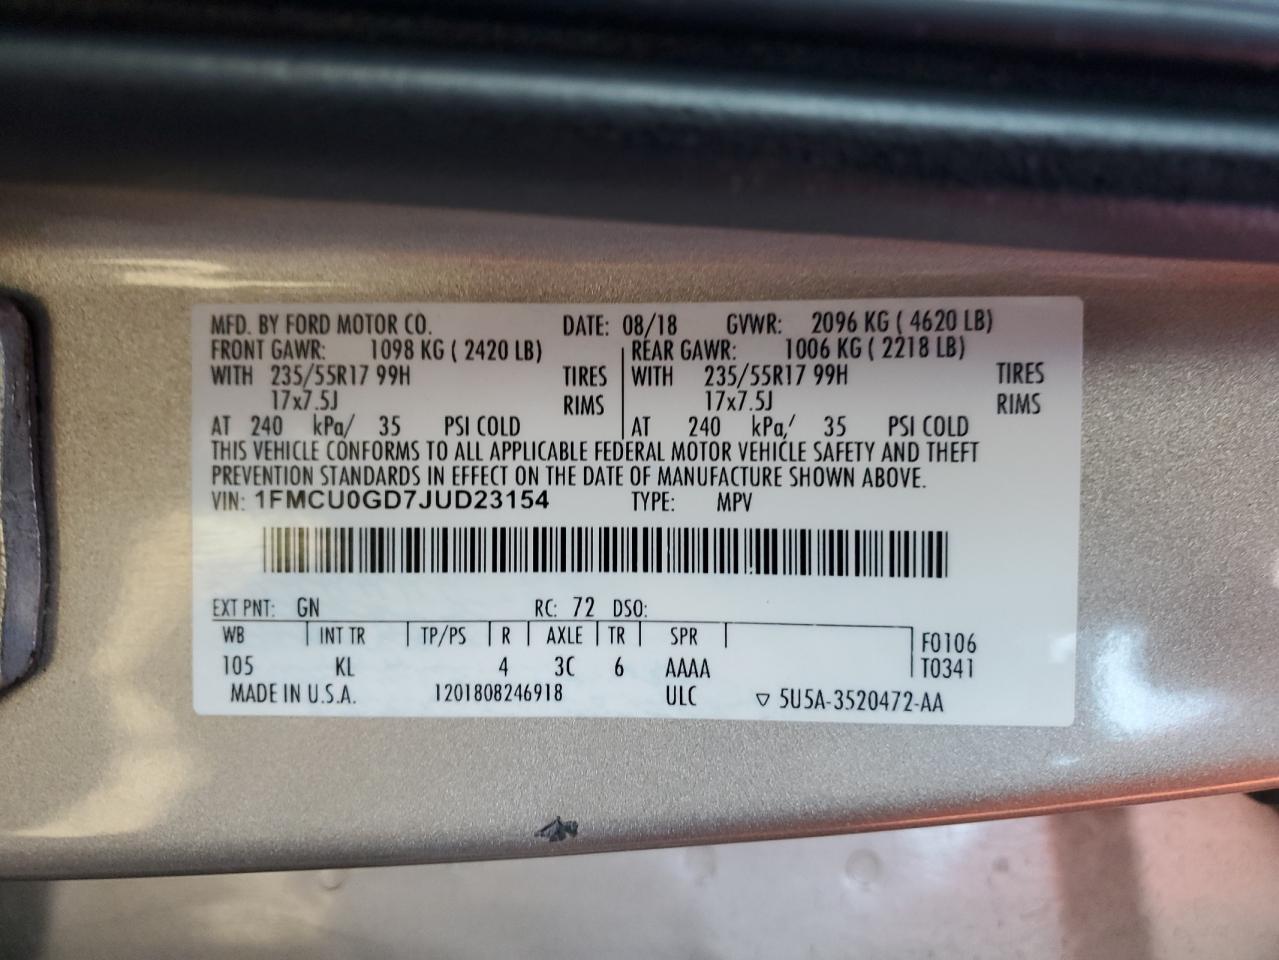 MFD. BY FORD MOTOR CO. DATE: 08/18 GVWR: 2096 KG ( 4620 LB)
FRONT GAWR: 1098 KG ( 2420 LB) REAR GAWR: 1006 KG ( 2218 LB)
WITH 235/55R17 99H TIRES WITH 235/55R17 99H TIRES
17x7.5J RIMS 17x7.5J RIMS
AT 240 kPa/ 35 PSI COLD AT 240 kPa/ 35 PSI COLD
THIS VEHICLE CONFORMS TO ALL APPLICABLE FEDERAL MOTOR VEHICLE SAFETY AND THEFT
PREVENTION STANDARDS IN EFFECT ON THE DATE OF MANUFACTURE SHOWN ABOVE.
VIN: 1FMCU0GD7JUD23154 TYPE: MPV
EXT PNT: GN RC: 72 DSO:
WB INT TR TP/PS R AXLE TR SPR F0106
105 KL 4 3C 6 AAAA T0341
MADE IN U.S.A. 1201808246918 ULC ▽ 5U5A-3520472-AA